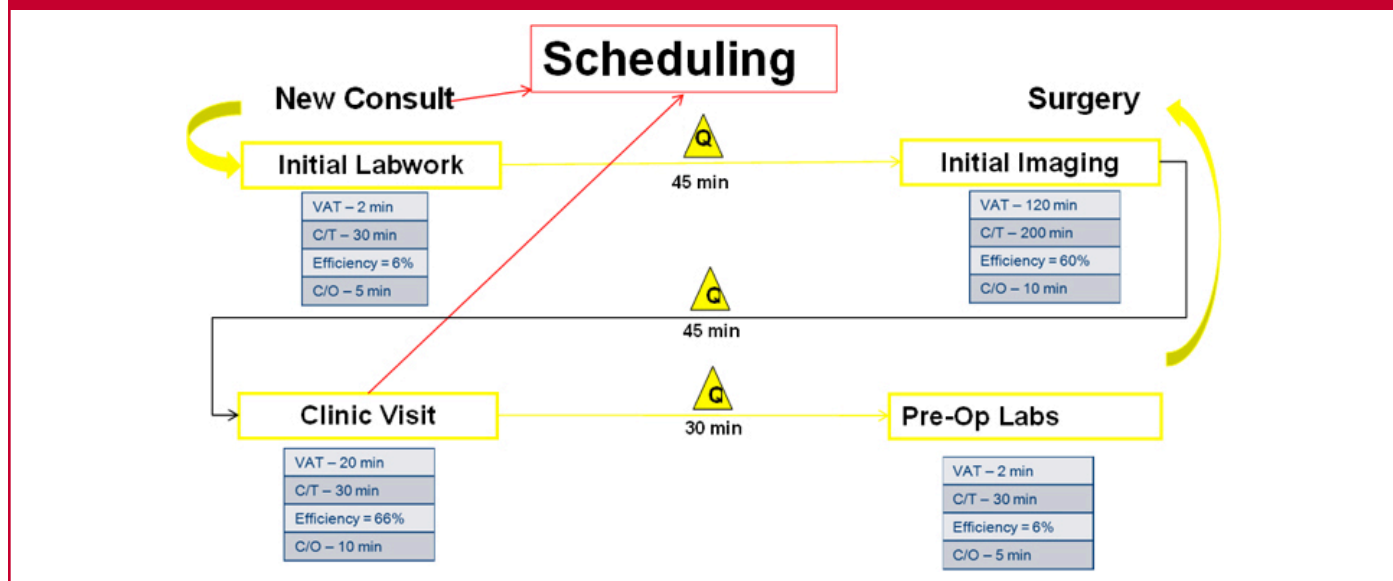 Scheduling
New Consult
Surgery
Q
Initial Labwork
Initial Imaging
45 min
VAT – 2 min
C/T – 30 min
Efficiency = 6%
C/O – 5 min
VAT – 120 min
C/T – 200 min
Efficiency = 60%
C/O – 10 min
Q
45 min
Q
Clinic Visit
Pre-Op Labs
30 min
VAT – 20 min
C/T – 30 min
Efficiency = 66%
C/O – 10 min
VAT – 2 min
C/T – 30 min
Efficiency = 6%
C/O – 5 min